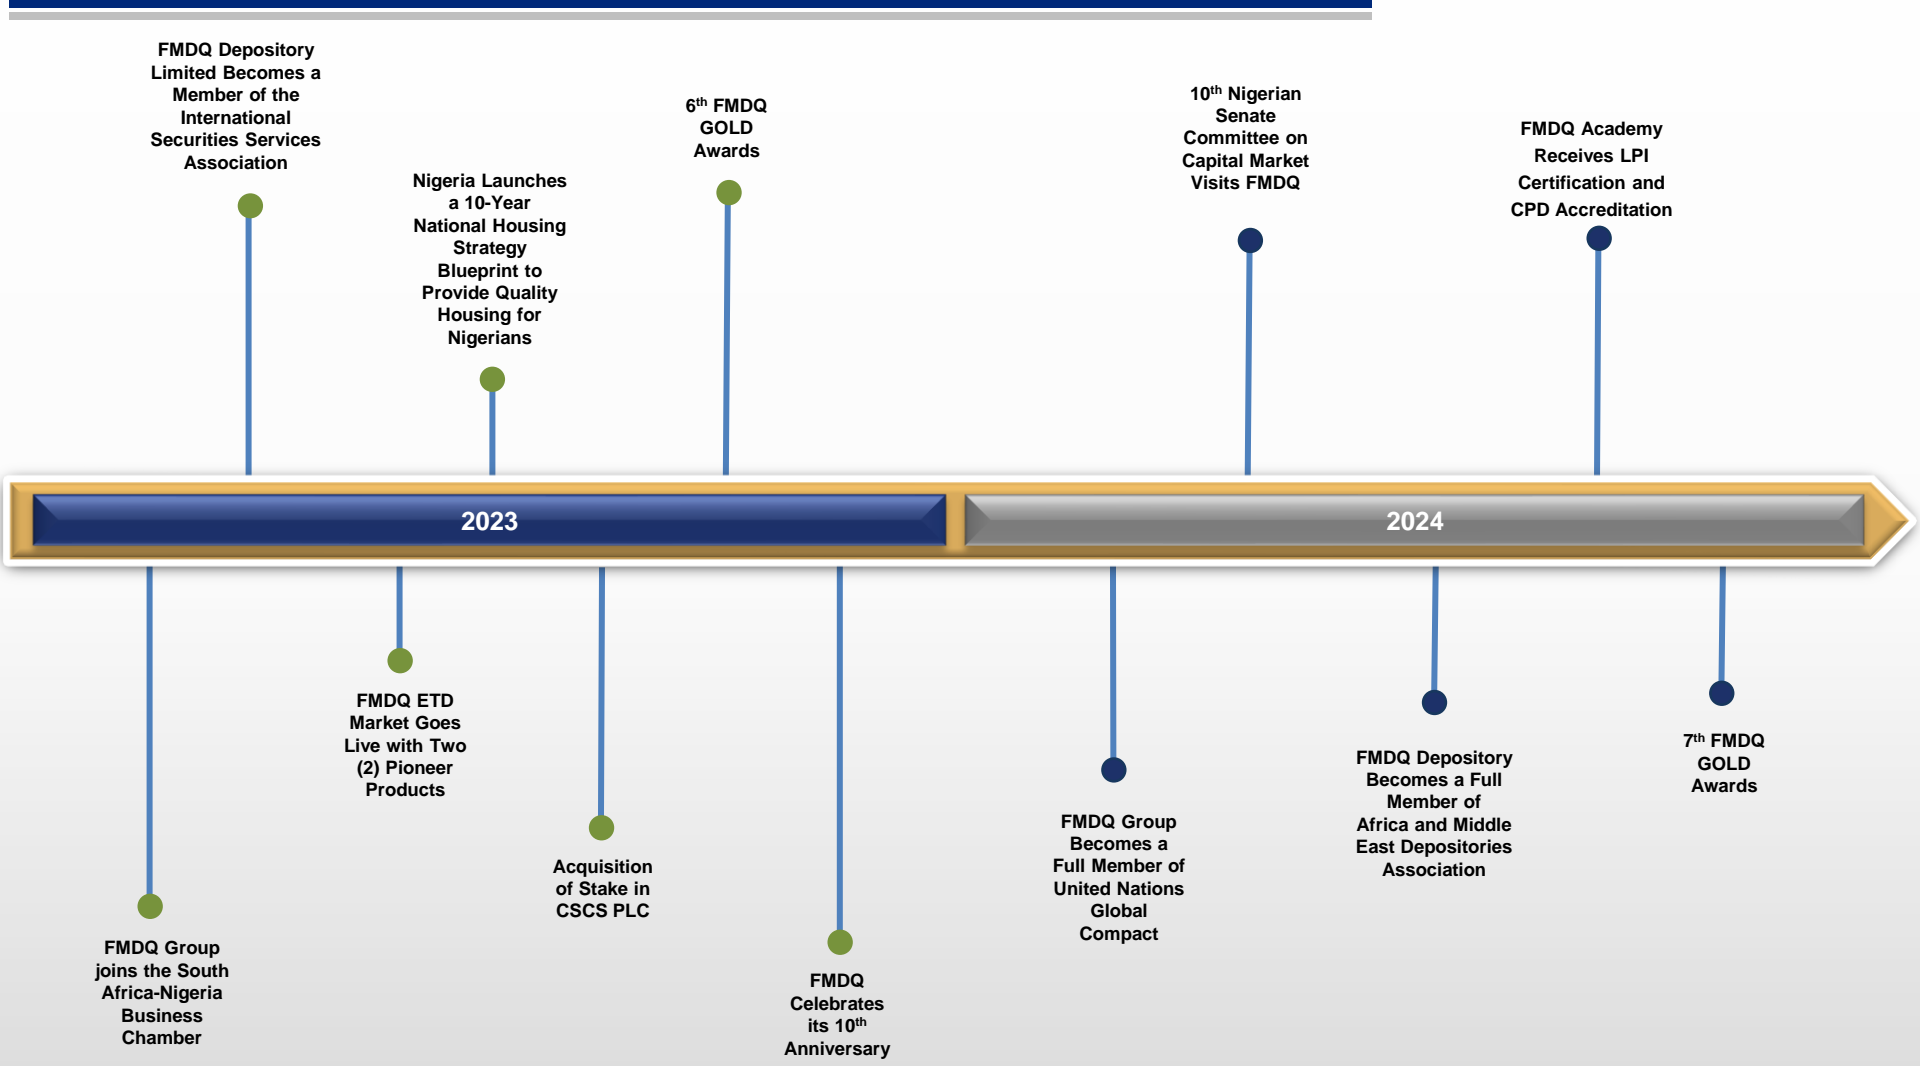 FMDQ Depository
Limited Becomes a
Member of the
International
Securities Services
Association
Nigeria Launches
a 10-Year
National Housing
Strategy
Blueprint to
Provide Quality
Housing for
Nigerians
6th FMDQ
GOLD
Awards
10th Nigerian
Senate
Committee on
Capital Market
Visits FMDQ
FMDQ Academy
Receives LPI
Certification and
CPD Accreditation
2023
2024
FMDQ Group
joins the South
Africa-Nigeria
Business
Chamber
FMDQ ETD
Market Goes
Live with Two
(2) Pioneer
Products
Acquisition
of Stake in
CSCS PLC
FMDQ
Celebrates
its 10th
Anniversary
FMDQ Group
Becomes a
Full Member of
United Nations
Global
Compact
FMDQ Depository
Becomes a Full
Member of
Africa and Middle
East Depositories
Association
7th FMDQ
GOLD
Awards